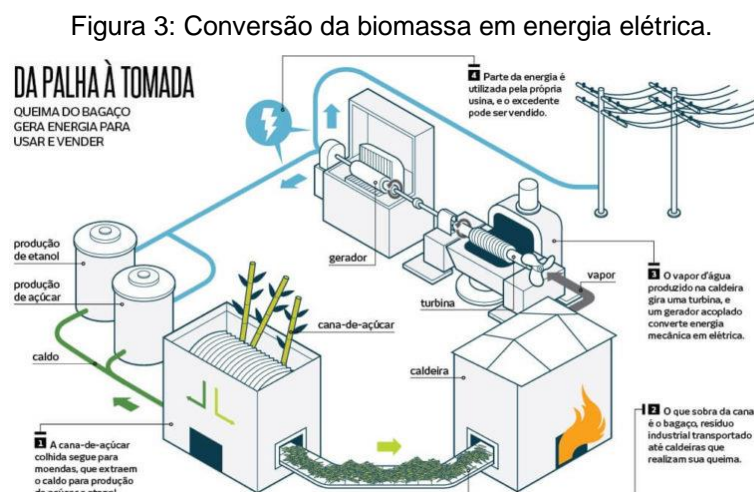 Figura 3: Conversão da biomassa em energia elétrica.
DA PALHA À TOMADA
QUEIMA DO BAGAÇO
GERA ENERGIA PARA
USAR E VENDER
4 Parte da energia é
utilizada pela própria
usina, e o excedente
pode ser vendido.
produção
de etanol
produção
de açúcar
gerador
cana-de-açúcar
turbina
vapor
3 O vapor d'água
produzido na caldeira
gira uma turbina, e
um gerador acoplado
converte energia
mecânica em elétrica.
caldo
caldeira
1 A cana-de-açúcar
colhida segue para
moendas, que extraem
o caldo para produção
de açúcar e etanol
2 O que sobra da cana
é o bagaço, resíduo
industrial transportado
até caldeiras que
realizam sua queima.